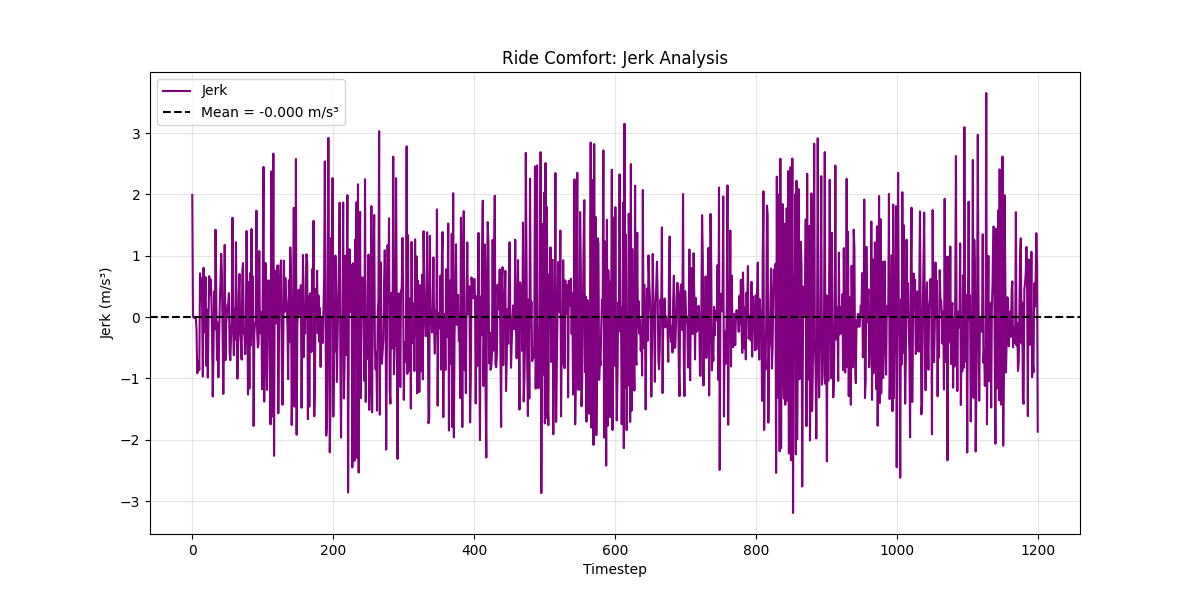 Ride Comfort: Jerk Analysis
Jerk
Mean = -0.000 m/s³
Jerk (m/s³)
3
2
1
0
−1
−2
−3
0 200 400 600 800 1000 1200
Timestep